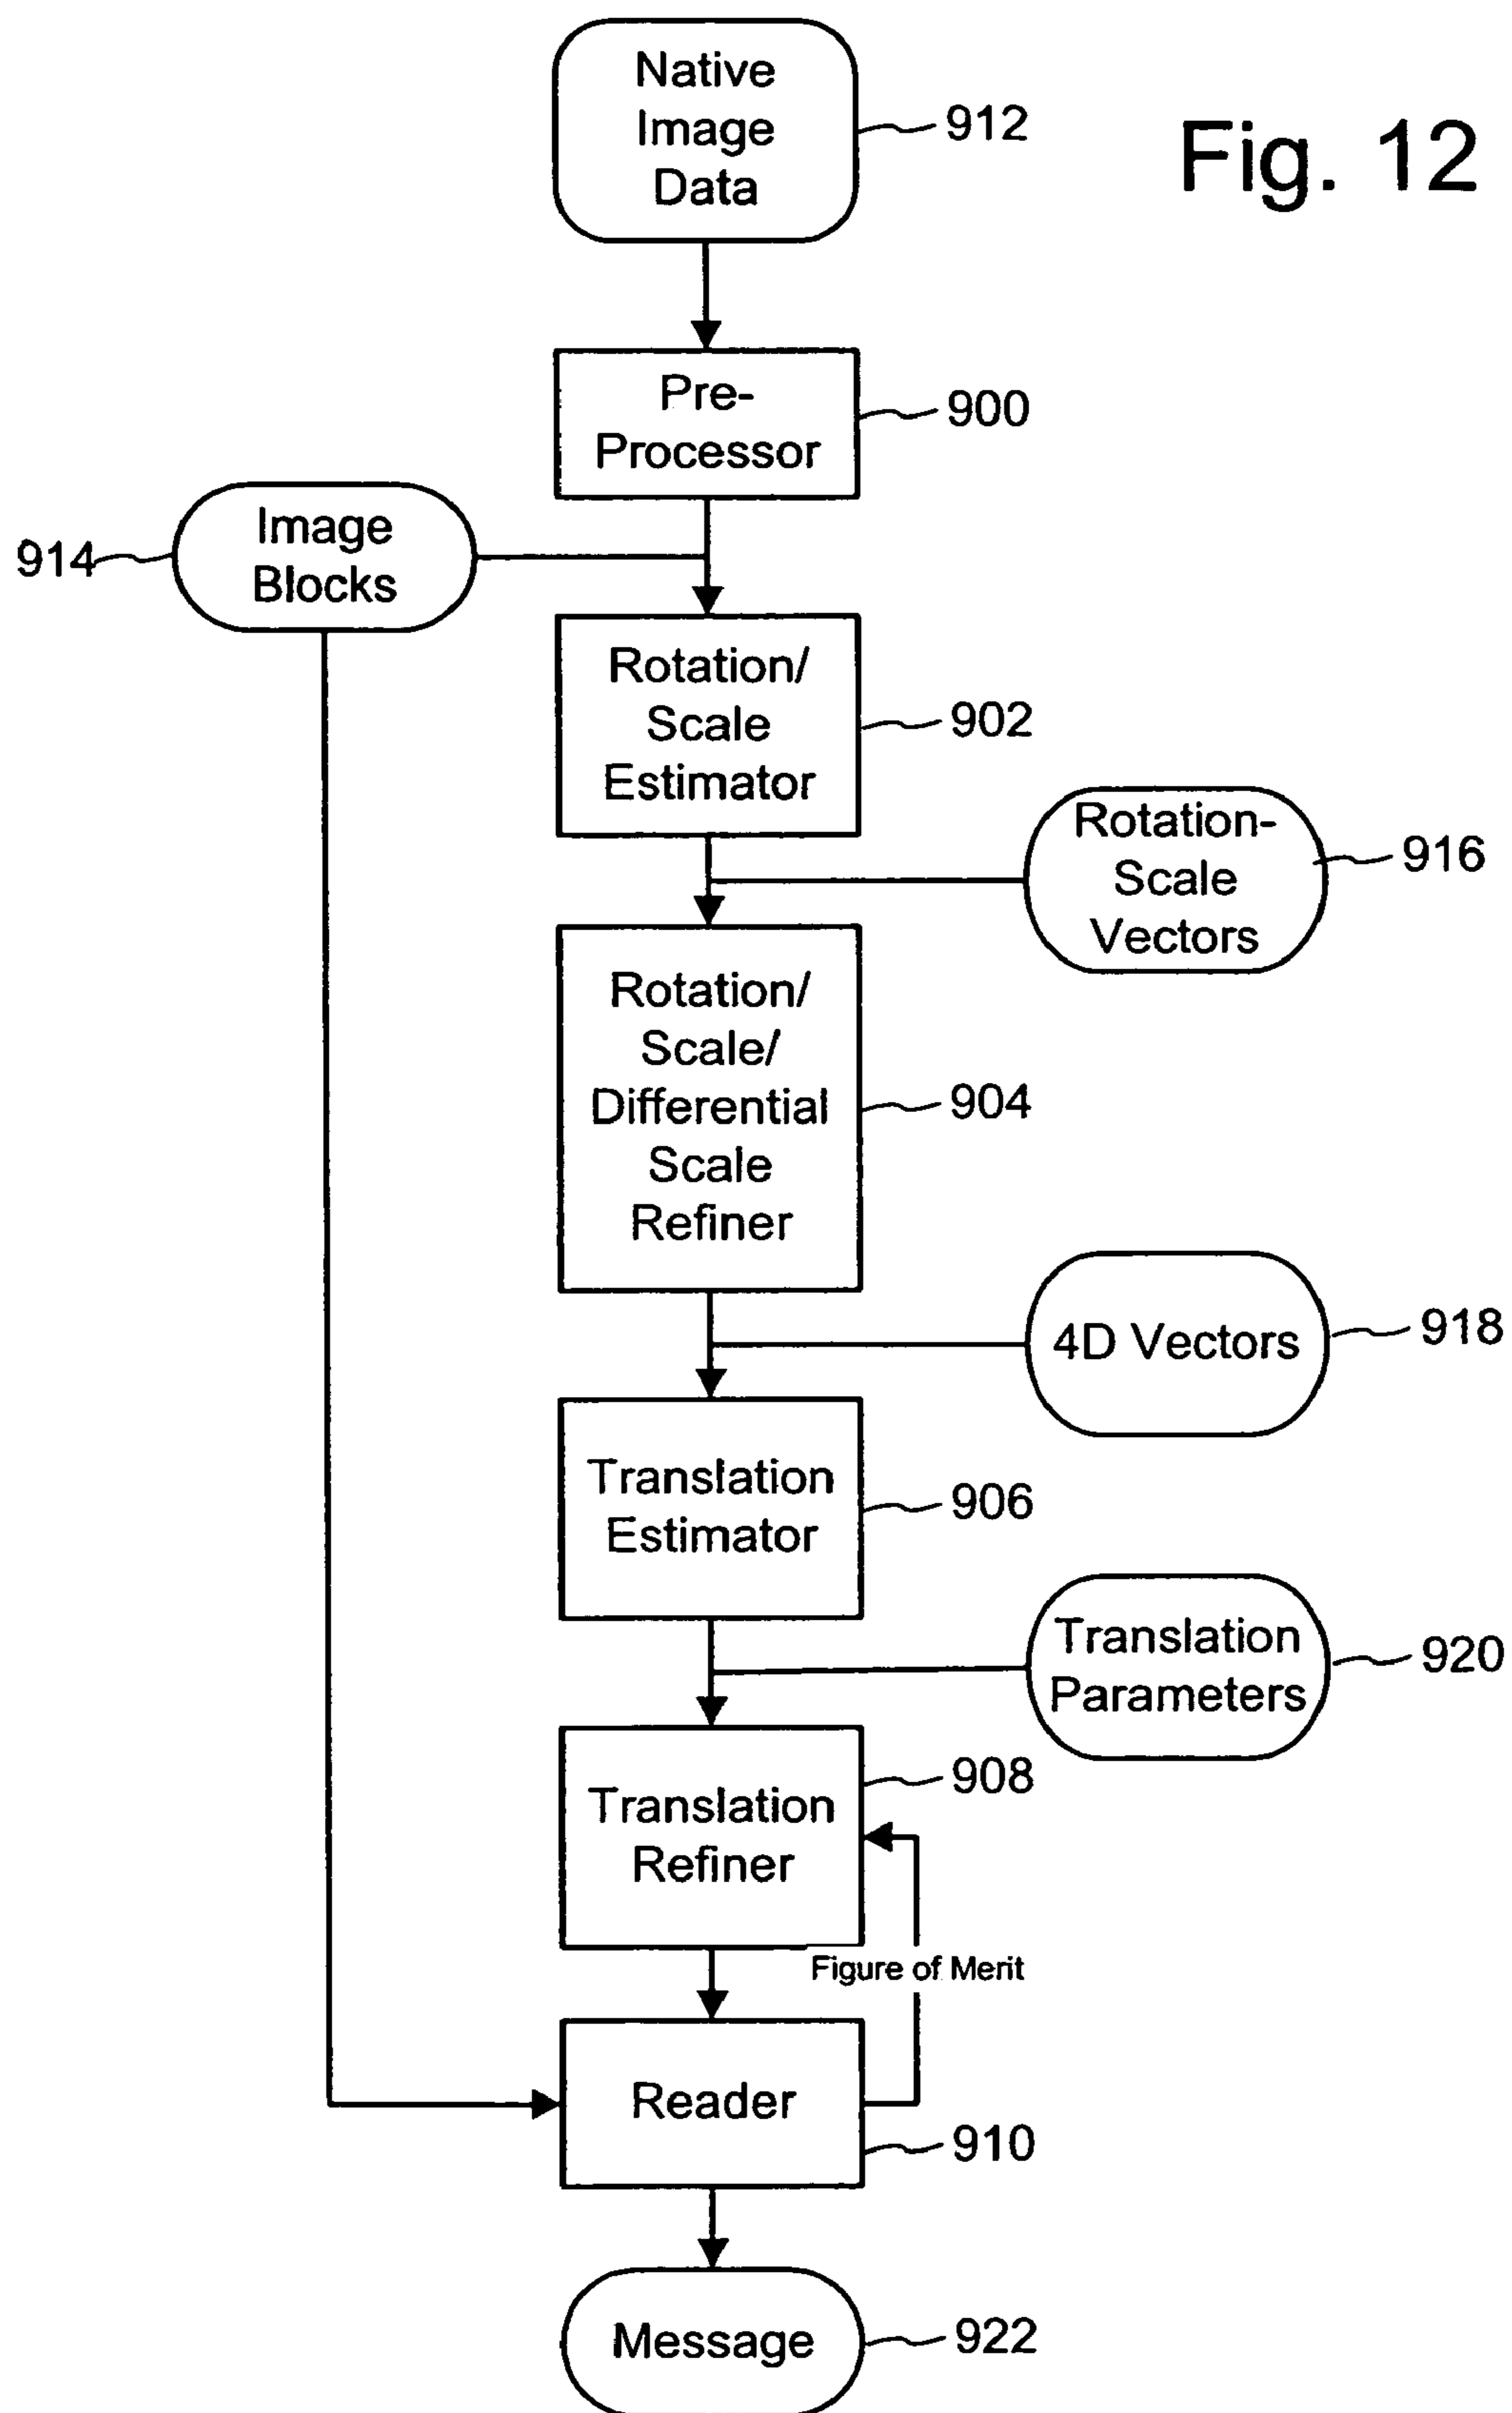 Native
Image
Data
912
Fig. 12
Pre-
Processor
900
Image
Blocks
914
Rotation/
Scale
Estimator
902
Rotation-
Scale
Vectors
916
Rotation/
Scale/
Differential
Scale
Refiner
904
4D Vectors
918
Translation
Estimator
906
Translation
Parameters
920
Translation
Refiner
908
Figure of Merit
Reader
910
Message
922